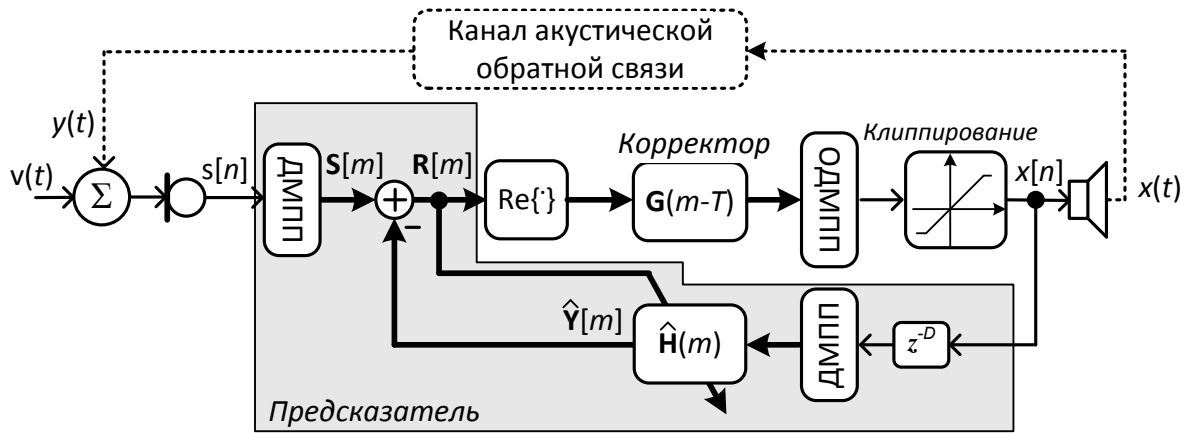 Канал акустической
обратной связи
y(t)
v(t)
Σ
s[n]
ДМПП
S[m]
+
−
R[m]
Re{·}
Корректор
G(m-T)
ОДМПП
Клиппирование
x[n]
x(t)
Ŷ[m]
Ĥ(m)
ДМПП
z^{-D}
Предсказатель